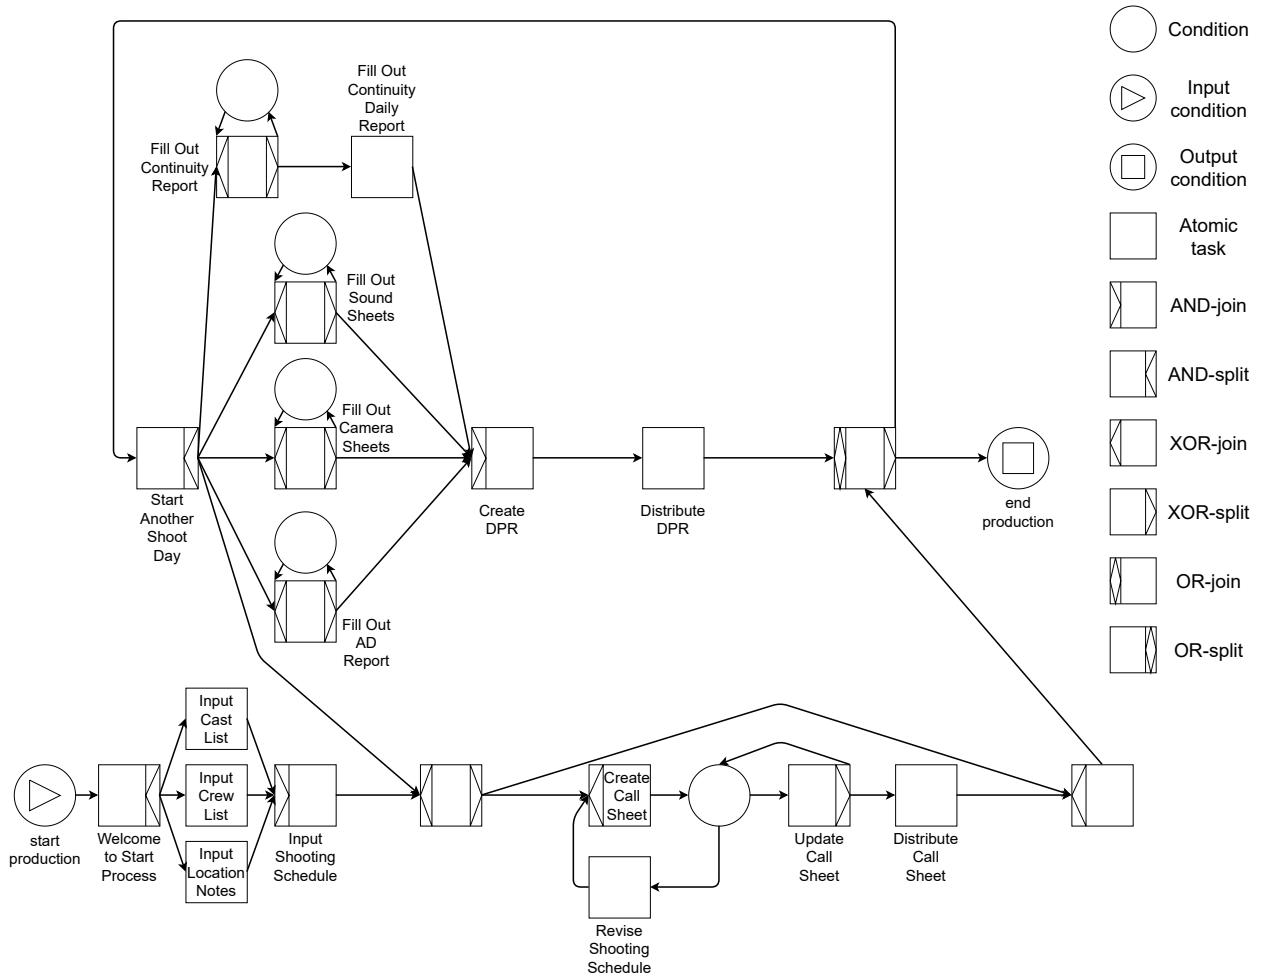 Condition
Input
condition
Output
condition
Atomic
task
AND-join
AND-split
XOR-join
XOR-split
OR-join
OR-split
Fill Out
Continuity
Daily
Report
Fill Out
Continuity
Report
Fill Out
Sound
Sheets
Fill Out
Camera
Sheets
Start
Another
Shoot
Day
Create
DPR
Distribute
DPR
end
production
Fill Out
AD
Report
Input
Cast
List
Input
Crew
List
Input
Location
Notes
start
production
Welcome
to Start
Process
Input
Shooting
Schedule
Create
Call
Sheet
Update
Call
Sheet
Distribute
Call
Sheet
Revise
Shooting
Schedule